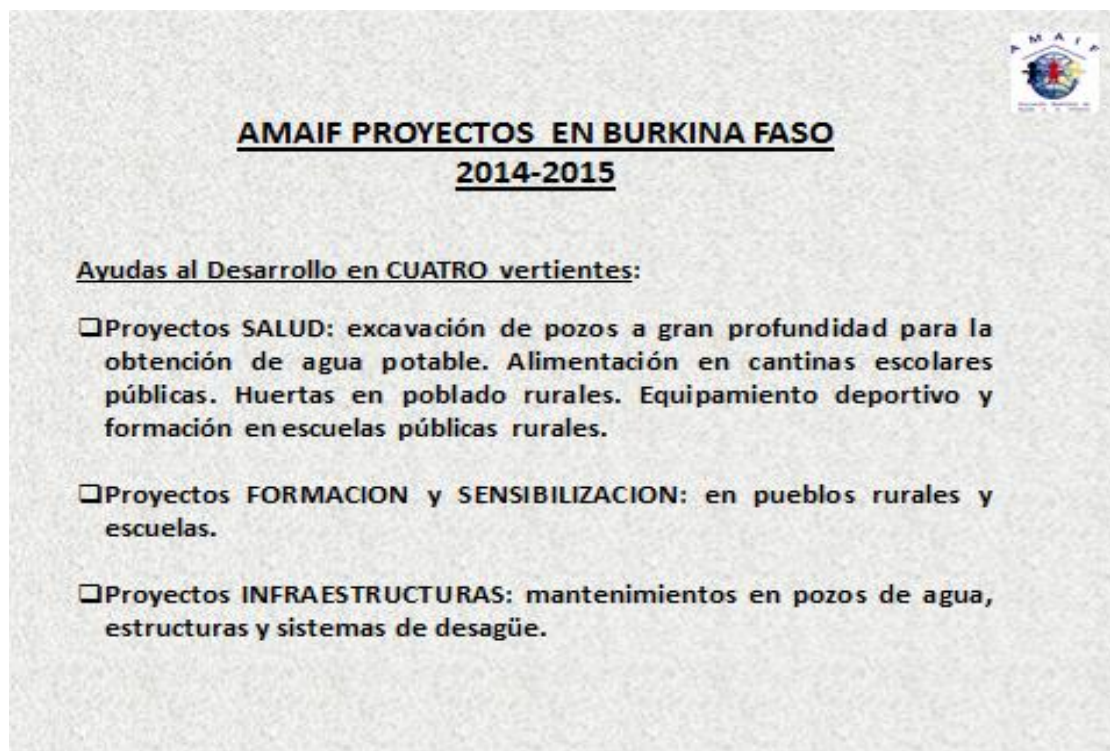 AMAIF
AMAIF PROYECTOS EN BURKINA FASO
2014-2015
Ayudas al Desarrollo en CUATRO vertientes:
❑Proyectos SALUD: excavación de pozos a gran profundidad para la
obtención de agua potable. Alimentación en cantinas escolares
públicas. Huertas en poblado rurales. Equipamiento deportivo y
formación en escuelas públicas rurales.
❑Proyectos FORMACION y SENSIBILIZACION: en pueblos rurales y
escuelas.
❑Proyectos INFRAESTRUCTURAS: mantenimientos en pozos de agua,
estructuras y sistemas de desagüe.